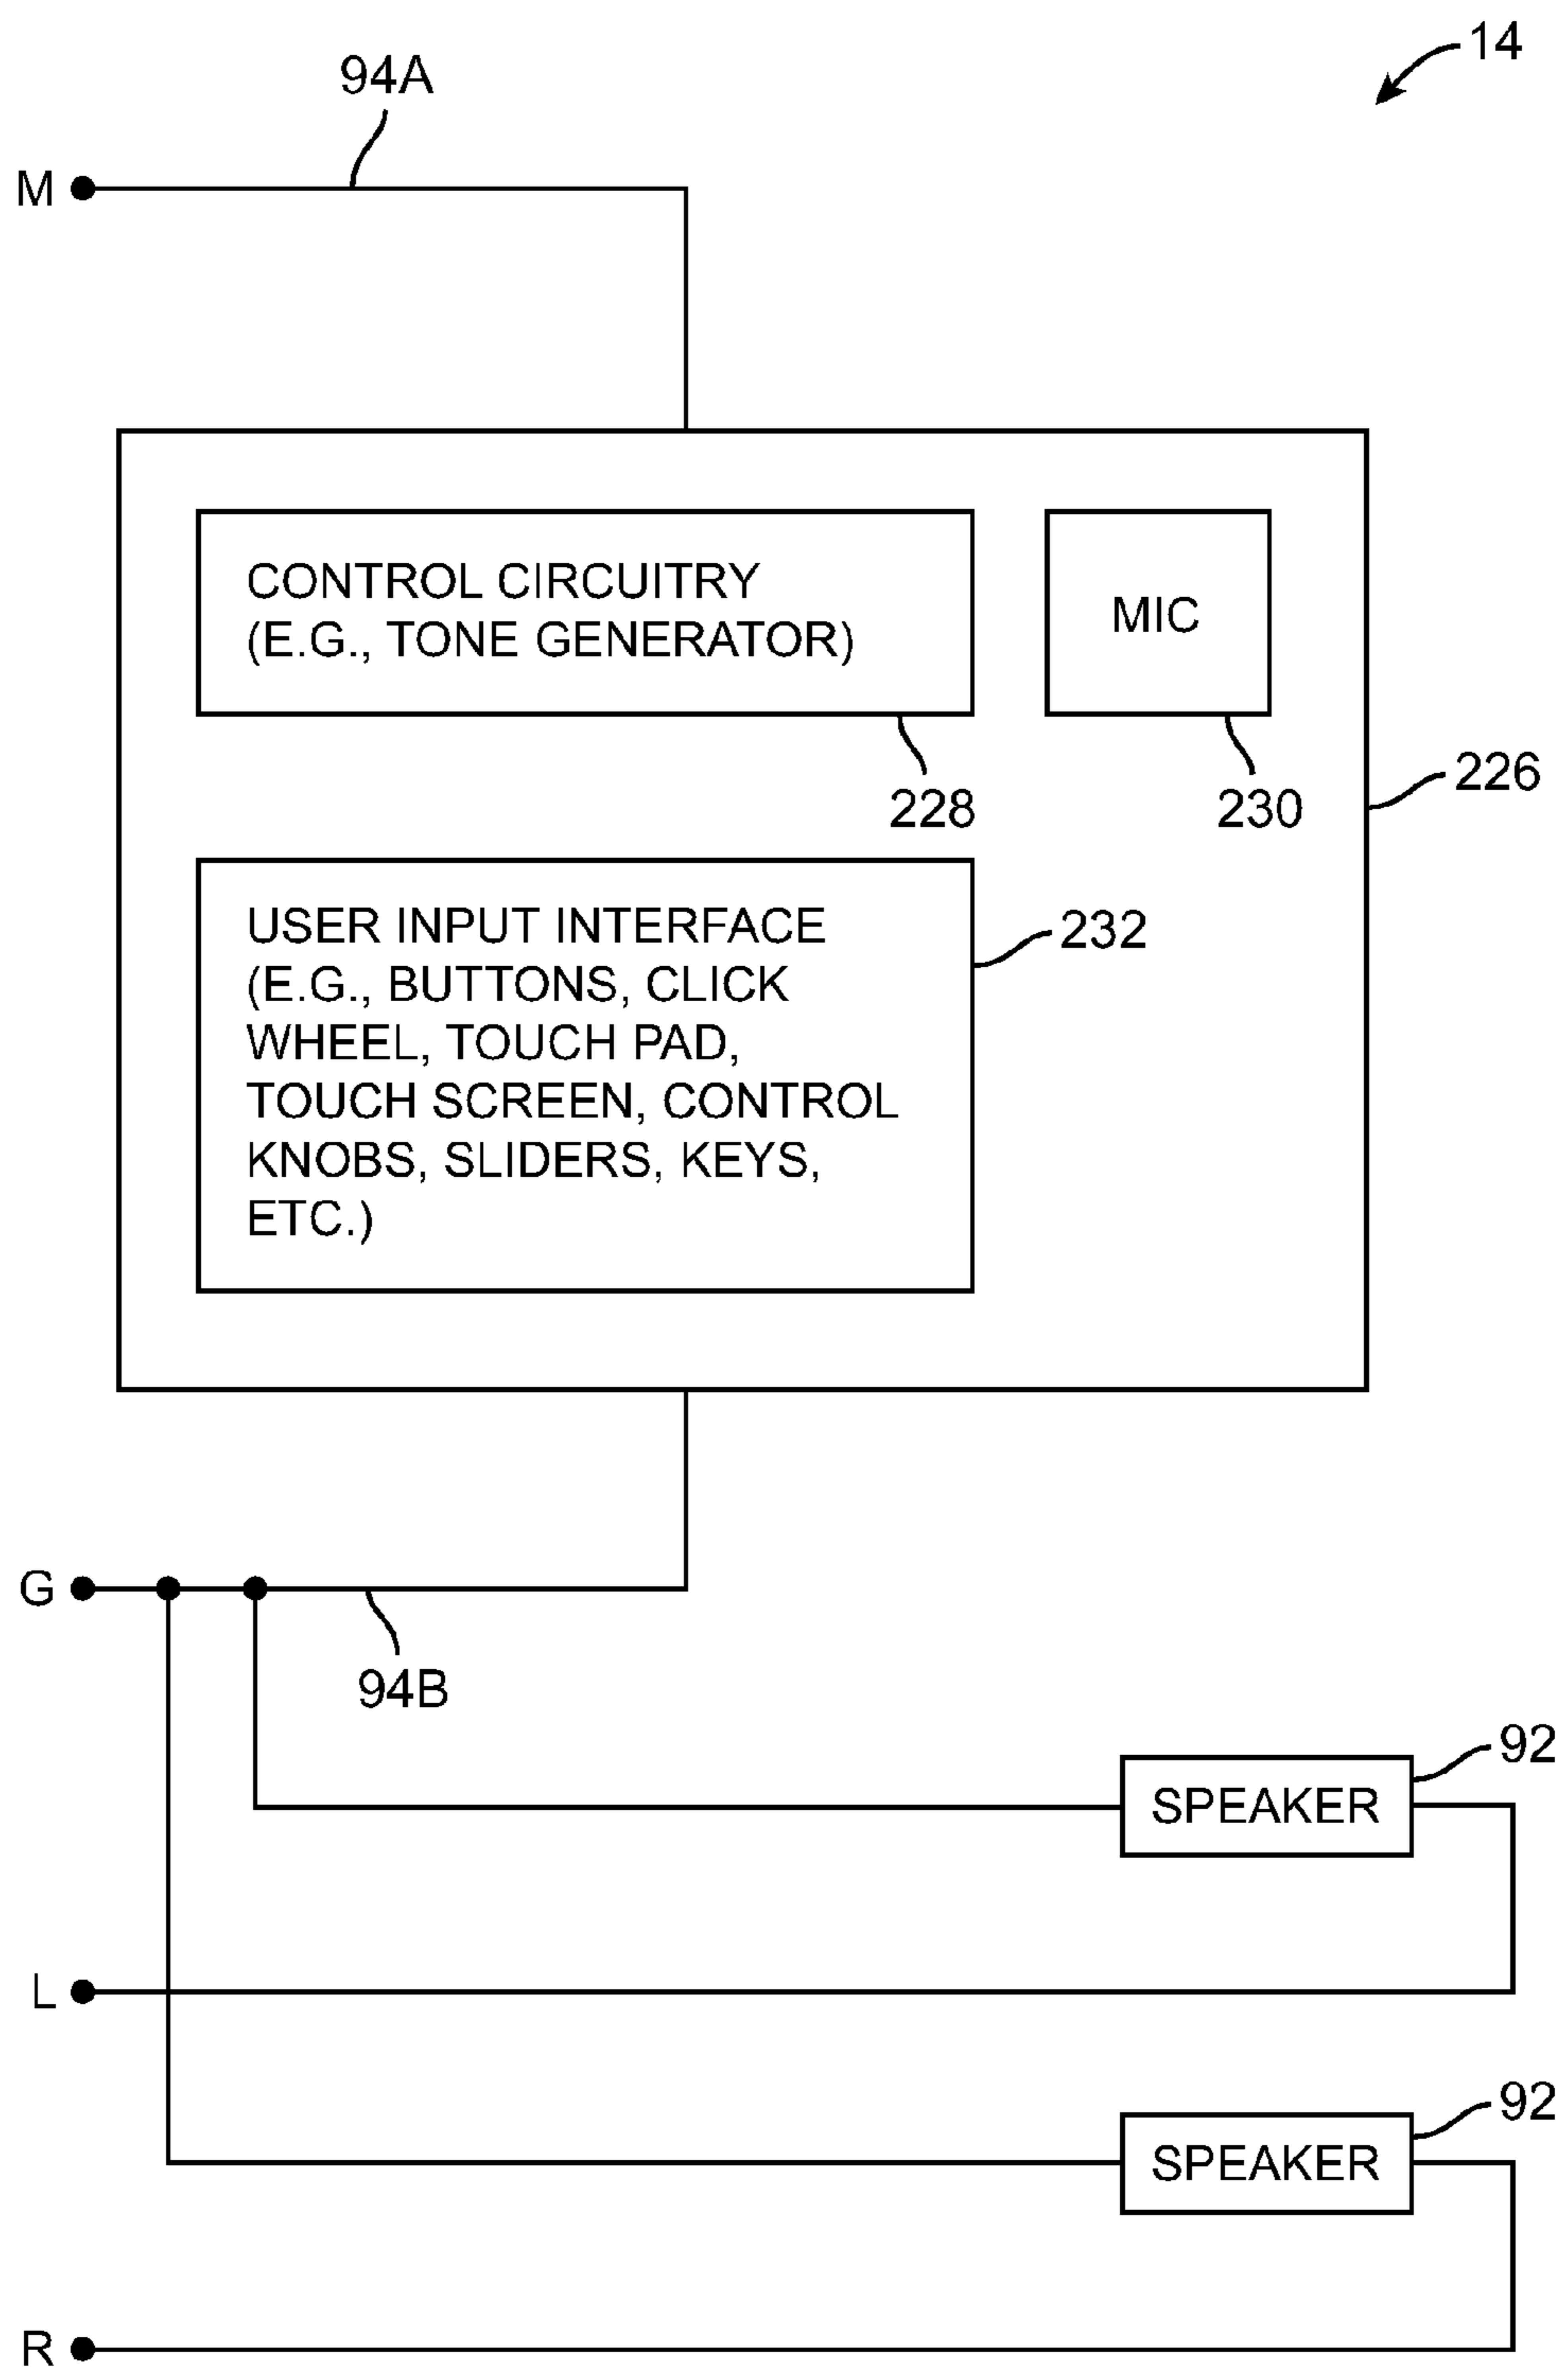 14
94A
M
CONTROL CIRCUITRY
(E.G., TONE GENERATOR)
MIC
226
228
230
USER INPUT INTERFACE
(E.G., BUTTONS, CLICK
WHEEL, TOUCH PAD,
TOUCH SCREEN, CONTROL
KNOBS, SLIDERS, KEYS,
ETC.)
232
G
94B
92
SPEAKER
L
92
SPEAKER
R